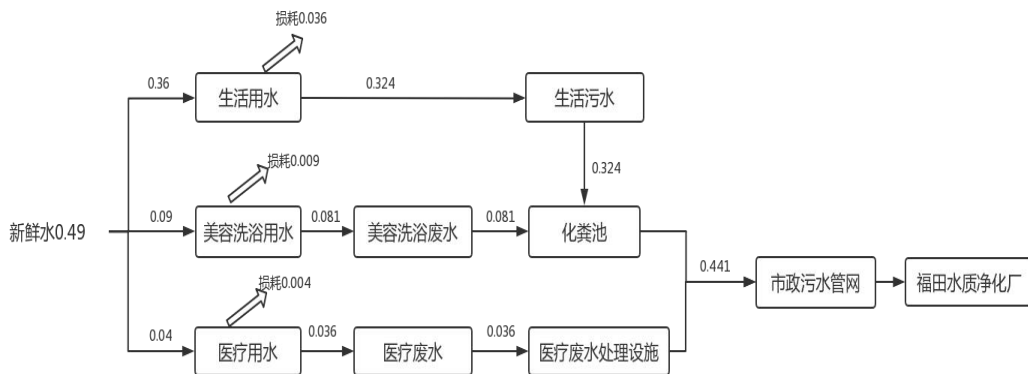 损耗0.036
0.36
生活用水
0.324
生活污水
0.324
损耗0.009
新鲜水0.49
0.09
美容洗浴用水
0.081
美容洗浴废水
0.081
化粪池
0.441
市政污水管网
福田水质净化厂
损耗0.004
0.04
医疗用水
0.036
医疗废水
0.036
医疗废水处理设施